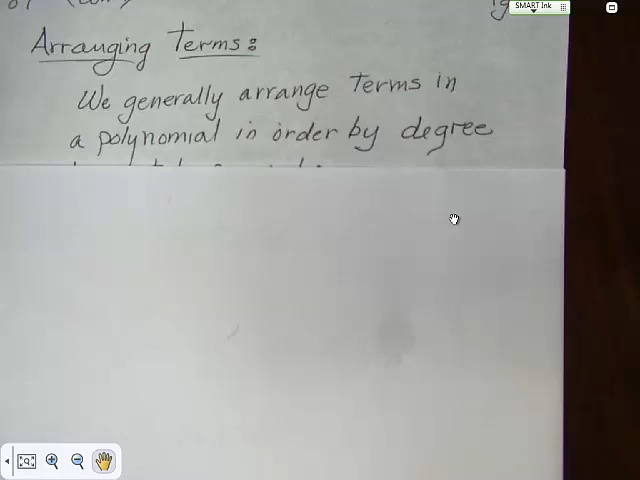 Arranging Terms:
We generally arrange terms in
a polynomial in order by degree
SMART Ink